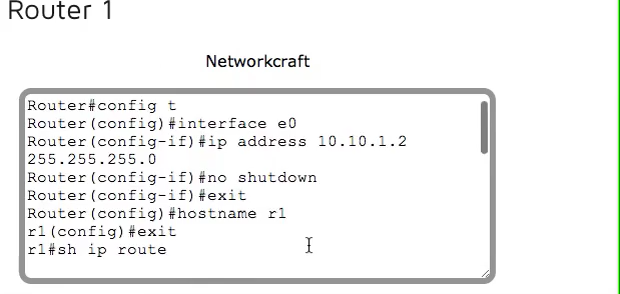 Router 1
Networkcraft
Router#config t
Router(config)#interface e0
Router(config-if)#ip address 10.10.1.2
255.255.255.0
Router(config-if)#no shutdown
Router(config-if)#exit
Router(config)#hostname r1
r1(config)#exit
r1#sh ip route